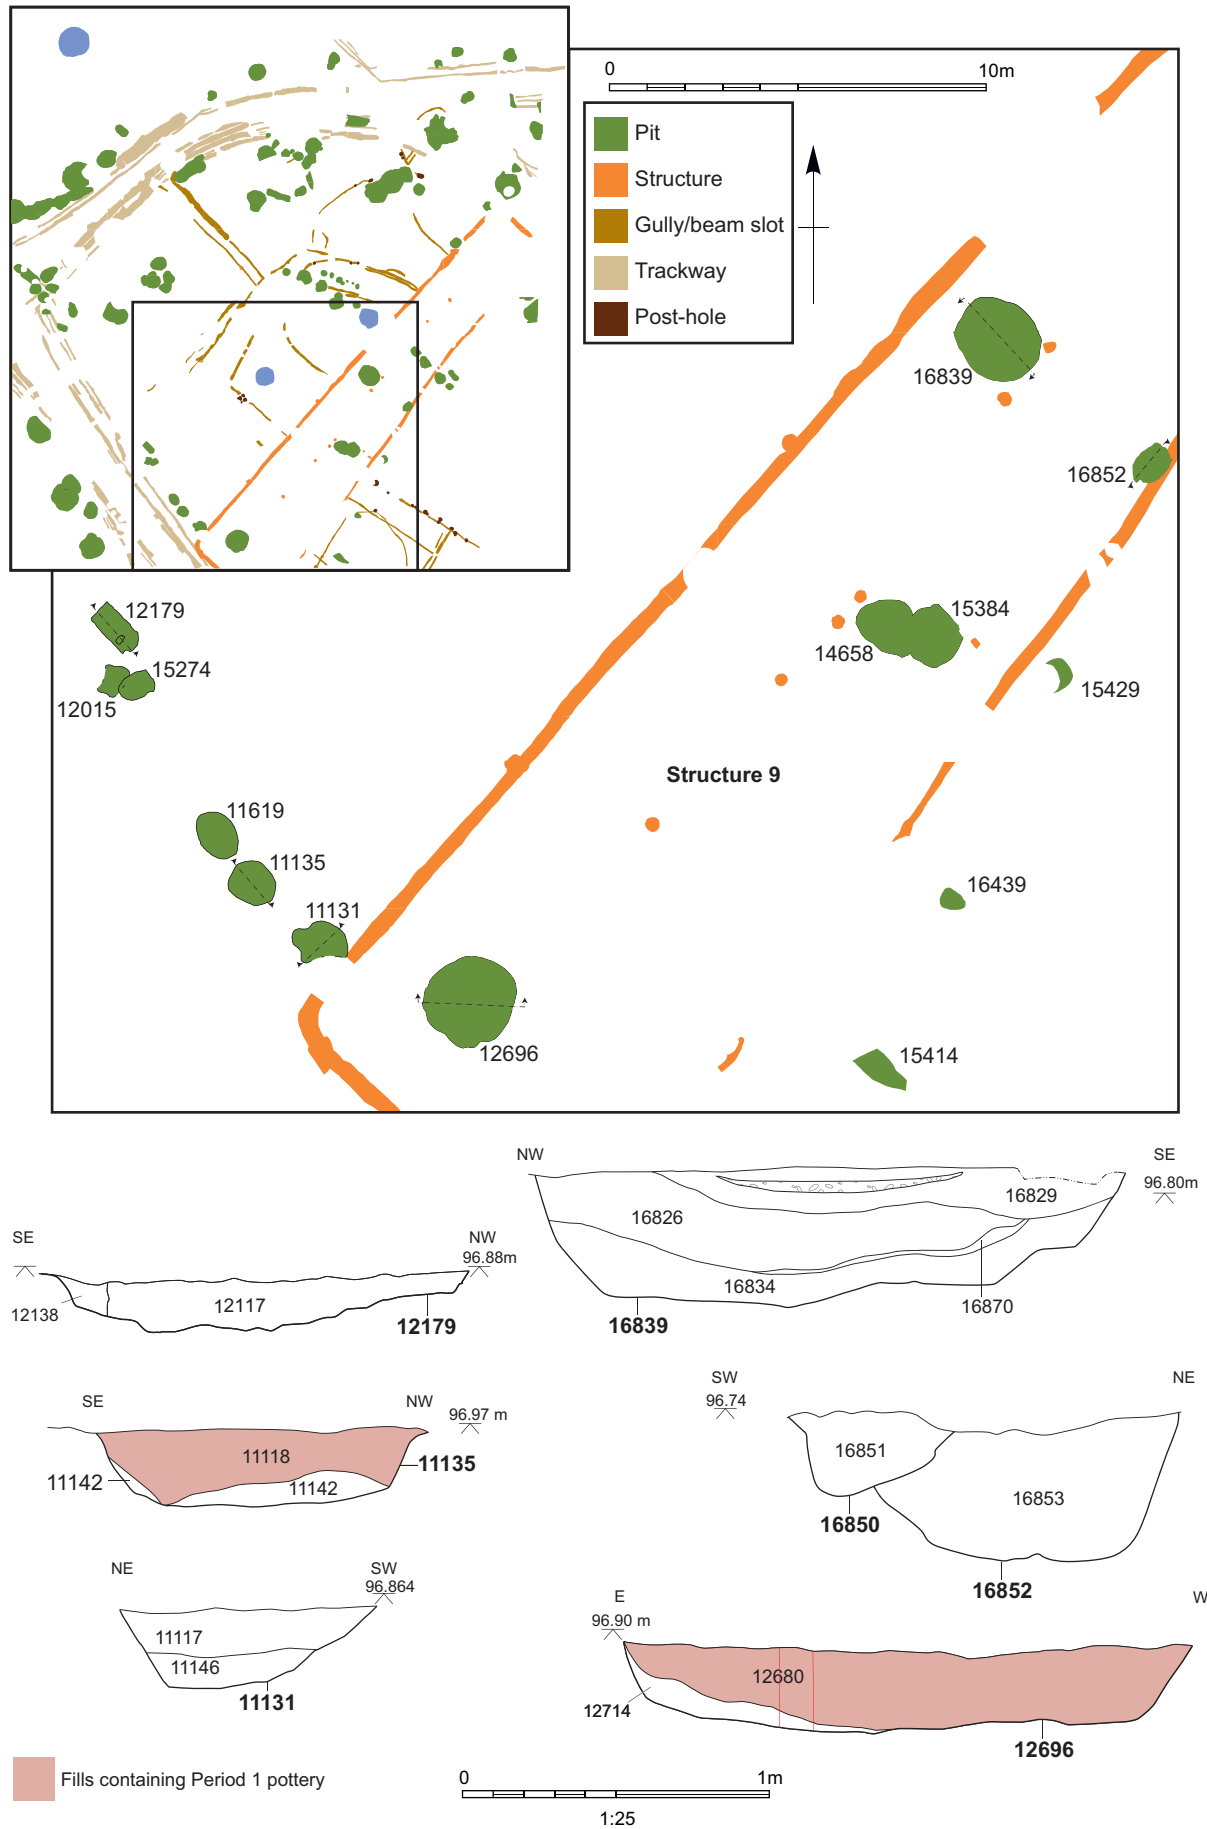 0 10m
Pit
Structure
Gully/beam slot
Trackway
Post-hole
16839
16852
12179
15274
12015
15384
14658
15429
Structure 9
11619
11135
11131
16439
12696
15414
NW SE
96.80m
16829
16826
16834
16870
16839
SE NW
96.88m
12138
12117
12179
SW NE
96.74
16851
16853
16850
16852
SE NW
96.97 m
11118
11135
11142
11142
NE SW
96.864
11117
11146
11131
E W
96.90 m
12680
12714
12696
Fills containing Period 1 pottery
0 1m
1:25